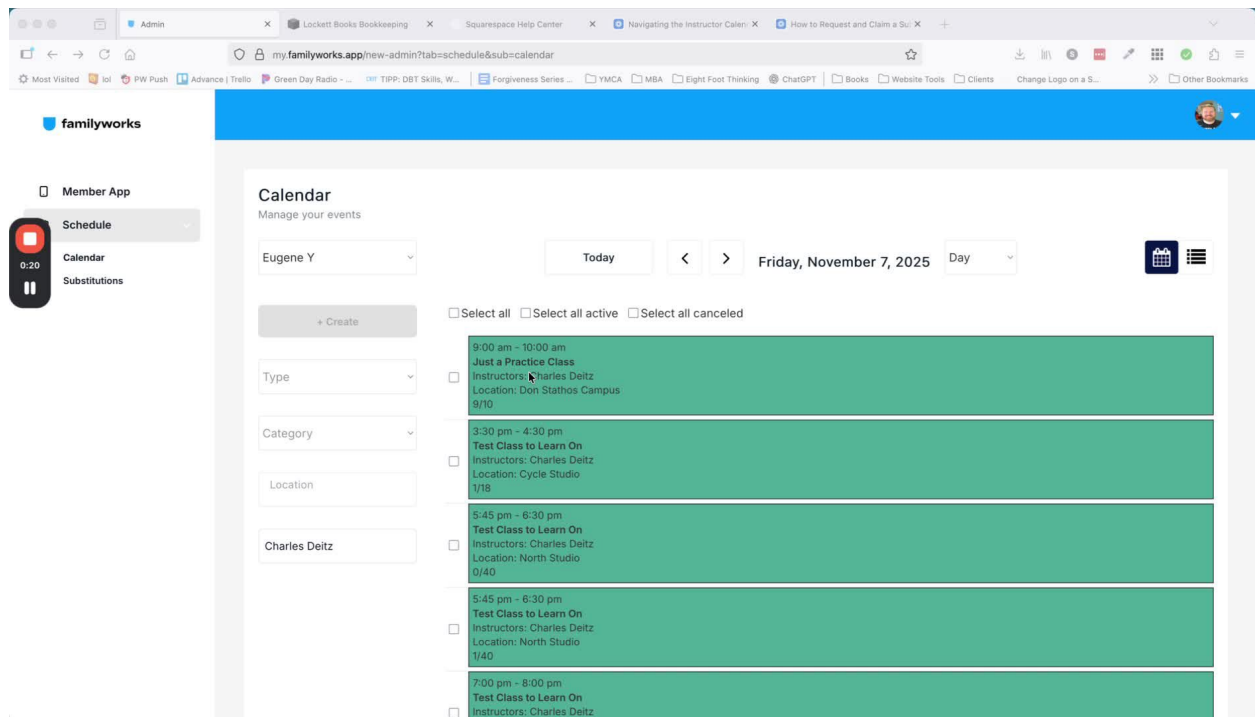 Admin
Lockett Books Bookkeeping
Squarespace Help Center
Navigating the Instructor Calen
How to Request and Claim a Su
my.familyworks.app/new-admin?tab=schedule&sub=calendar
Most Visited
lol
PW Push
Advance | Trello
Green Day Radio - ...
TIPP: DBT Skills, W...
Forgiveness Series ...
YMCA
MBA
Eight Foot Thinking
ChatGPT
Books
Website Tools
Clients
Change Logo on a S...
Other Bookmarks
familyworks
Member App
Schedule
Calendar
Substitutions
0:20
Calendar
Manage your events
Eugene Y
Today
Friday, November 7, 2025
Day
+ Create
Type
Category
Location
Charles Deitz
Select all
Select all active
Select all canceled
9:00 am - 10:00 am
Just a Practice Class
Instructors: Charles Deitz
Location: Don Stathos Campus
9/10
3:30 pm - 4:30 pm
Test Class to Learn On
Instructors: Charles Deitz
Location: Cycle Studio
1/18
5:45 pm - 6:30 pm
Test Class to Learn On
Instructors: Charles Deitz
Location: North Studio
0/40
5:45 pm - 6:30 pm
Test Class to Learn On
Instructors: Charles Deitz
Location: North Studio
1/40
7:00 pm - 8:00 pm
Test Class to Learn On
Instructors: Charles Deitz